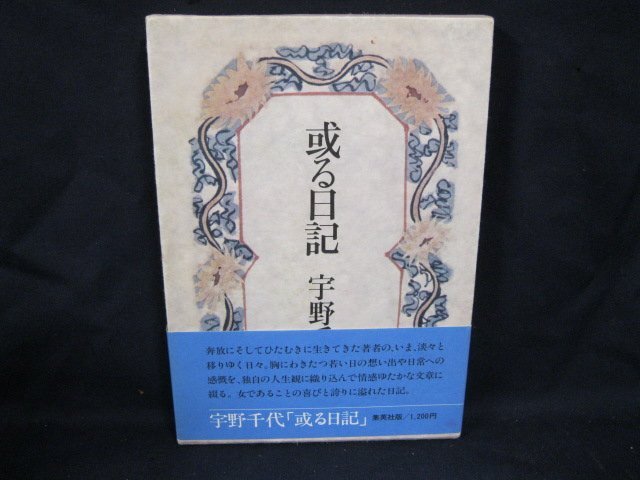 或る日記
宇野千
奔放にそしてひたむきに生きてきた著者の、いま、淡々と
移りゆく日々。胸にわきたつ若い日の想い出や日常への
感慨を、独自の人生観に織り込んで情感ゆたかな文章に
綴る。女であることの喜びと誇りに溢れた日記。
宇野千代「或る日記」 集英社版/1,200円